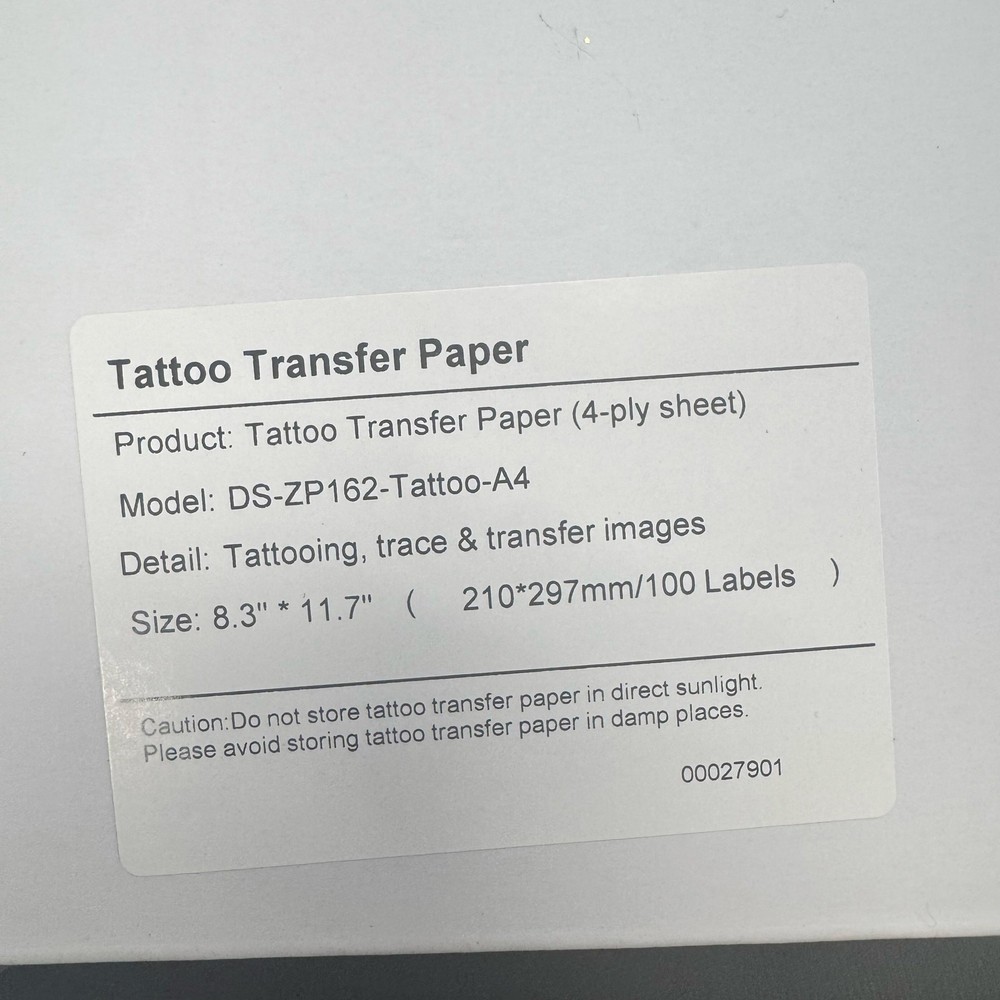 Tattoo Transfer Paper
Product: Tattoo Transfer Paper (4-ply sheet)
Model: DS-ZP162-Tattoo-A4
Detail: Tattooing, trace & transfer images
Size: 8.3" * 11.7" ( 210*297mm/100 Labels )
Caution:Do not store tattoo transfer paper in direct sunlight.
Please avoid storing tattoo transfer paper in damp places.
00027901